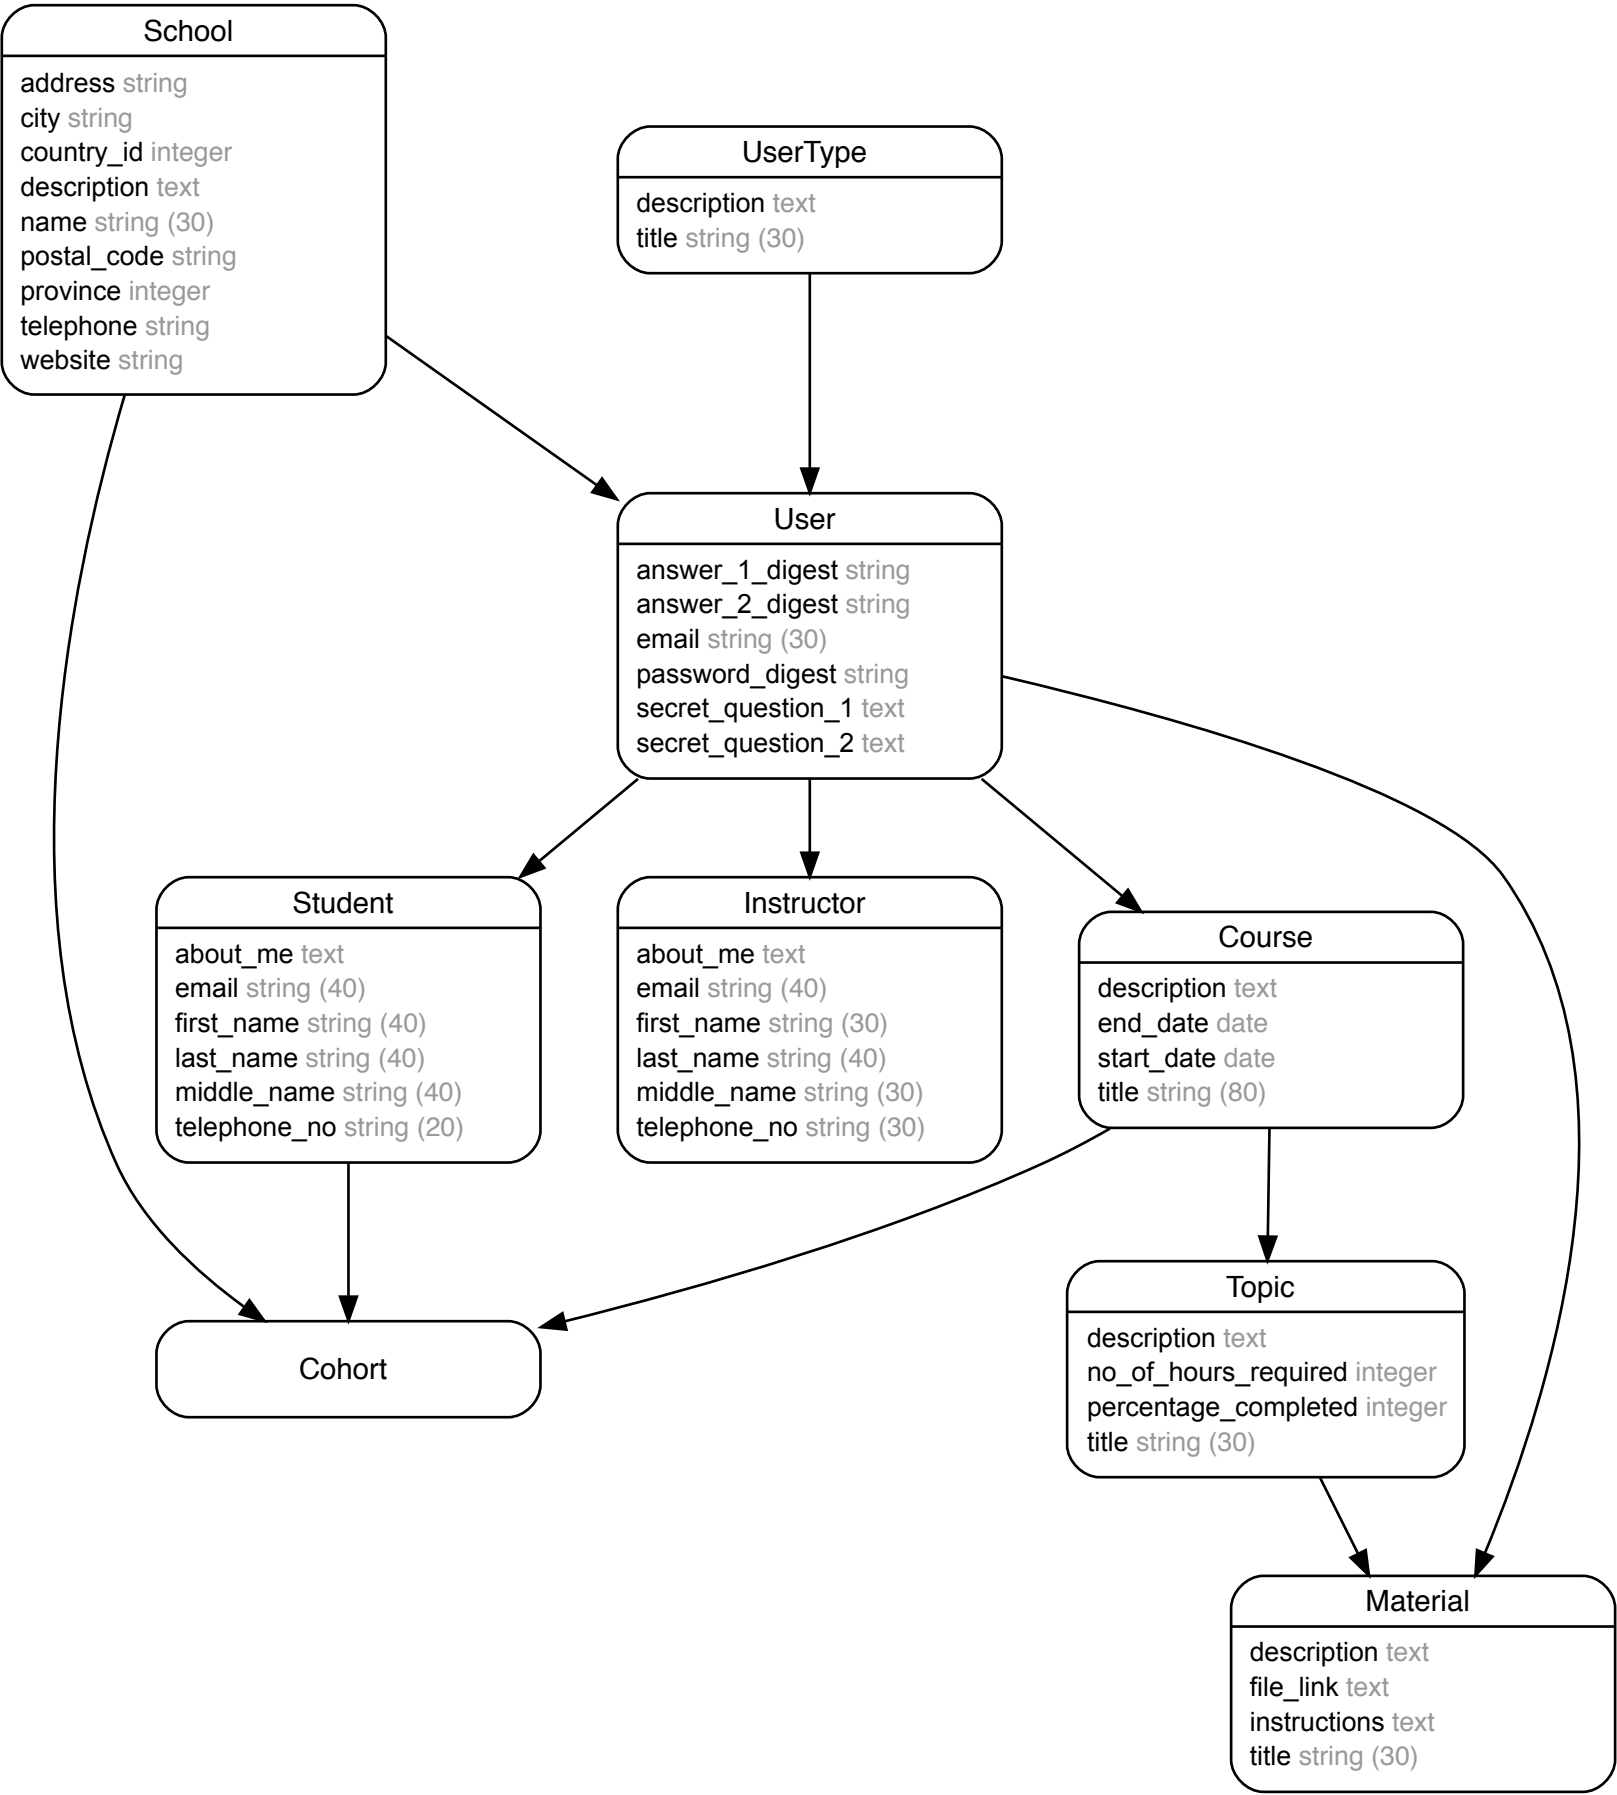 School
address string
city string
country_id integer
description text
name string (30)
postal_code string
province integer
telephone string
website string
UserType
description text
title string (30)
User
answer_1_digest string
answer_2_digest string
email string (30)
password_digest string
secret_question_1 text
secret_question_2 text
Student
about_me text
email string (40)
first_name string (40)
last_name string (40)
middle_name string (40)
telephone_no string (20)
Instructor
about_me text
email string (40)
first_name string (30)
last_name string (40)
middle_name string (30)
telephone_no string (30)
Course
description text
end_date date
start_date date
title string (80)
Cohort
Topic
description text
no_of_hours_required integer
percentage_completed integer
title string (30)
Material
description text
file_link text
instructions text
title string (30)